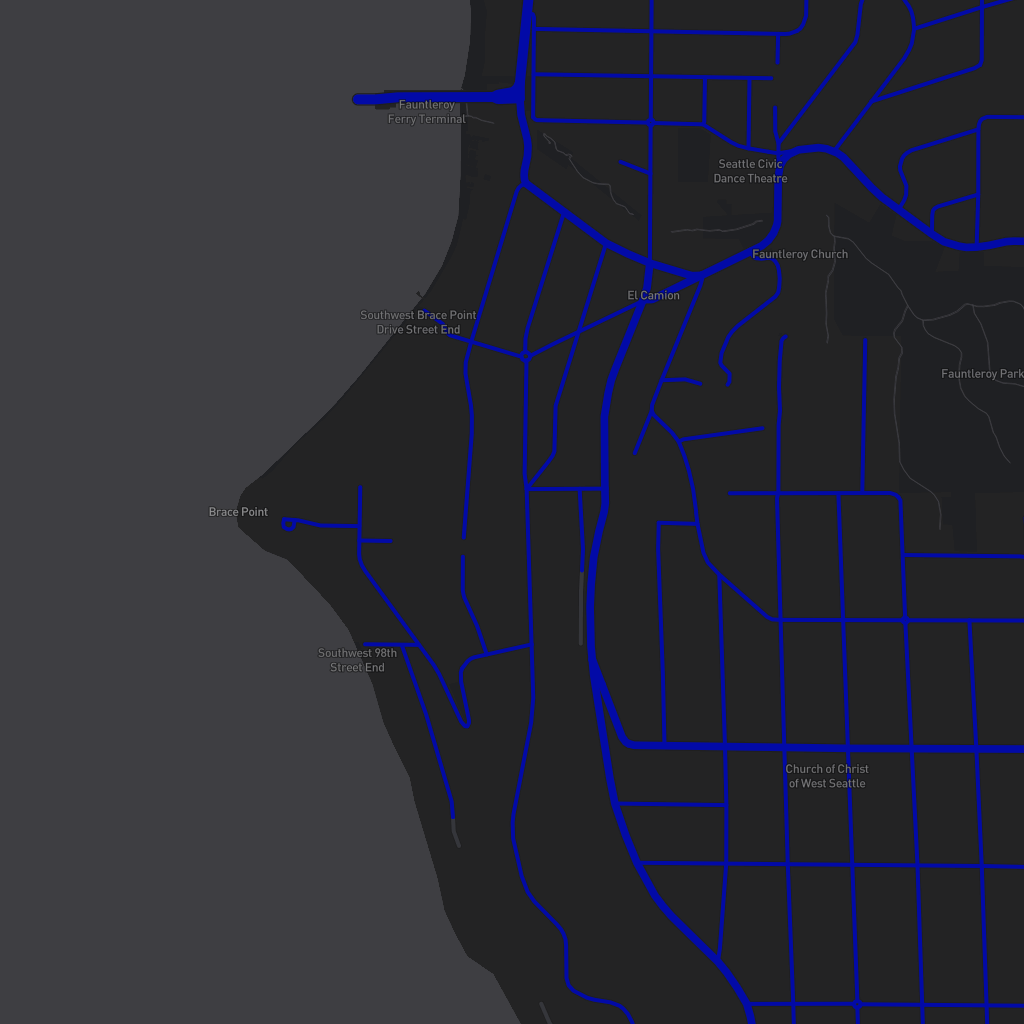 Fauntleroy
Ferry Terminal
Seattle Civic
Dance Theatre
Fauntleroy Church
El Camion
Southwest Brace Point
Drive Street End
Fauntleroy Park
Brace Point
Southwest 98th
Street End
Church of Christ
of West Seattle